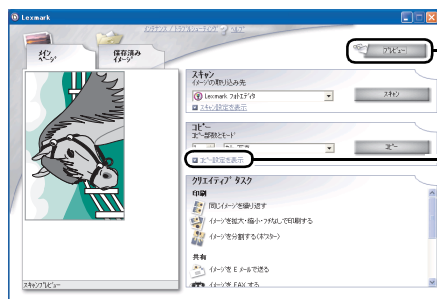 Lexmark
メイン
ページ
保存済み
イメージ
プレビュー
スキャン
イメージの取り込み先
Lexmark フォトエディタ
スキャン
スキャン設定を表示
コピー
コピー部数とモード
コピー
コピー設定を表示
クリエイティブ タスク
印刷
同じイメージを繰り返す
イメージを拡大・縮小・フチなしで印刷する
イメージを分割する(ポスター)
共有
イメージを E メールで送る
イメージを FAX する
スキャンプレビュー